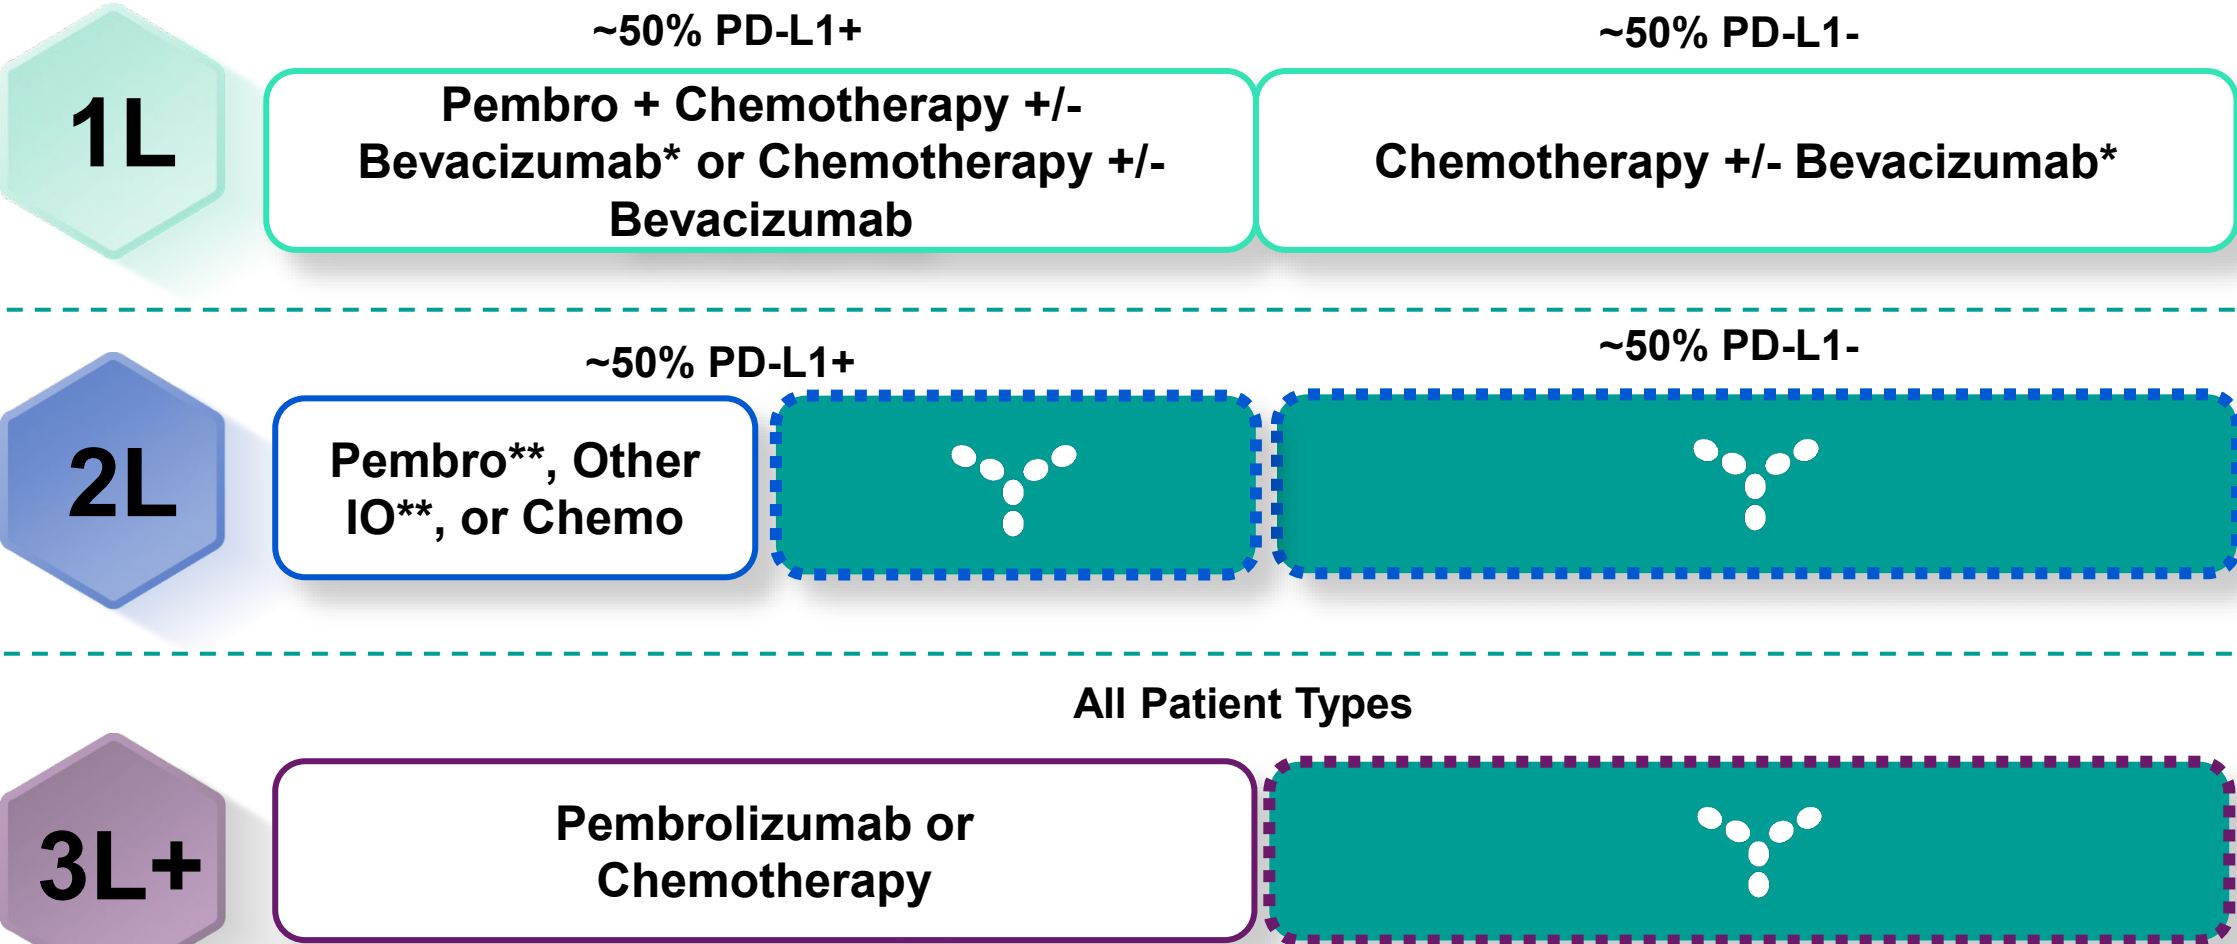 ~50% PD-L1+
~50% PD-L1-
1L
Pembro + Chemotherapy +/-
Bevacizumab* or Chemotherapy +/-
Bevacizumab
Chemotherapy +/- Bevacizumab*
~50% PD-L1+
~50% PD-L1-
2L
Pembro**, Other
IO**, or Chemo
All Patient Types
3L+
Pembrolizumab or
Chemotherapy